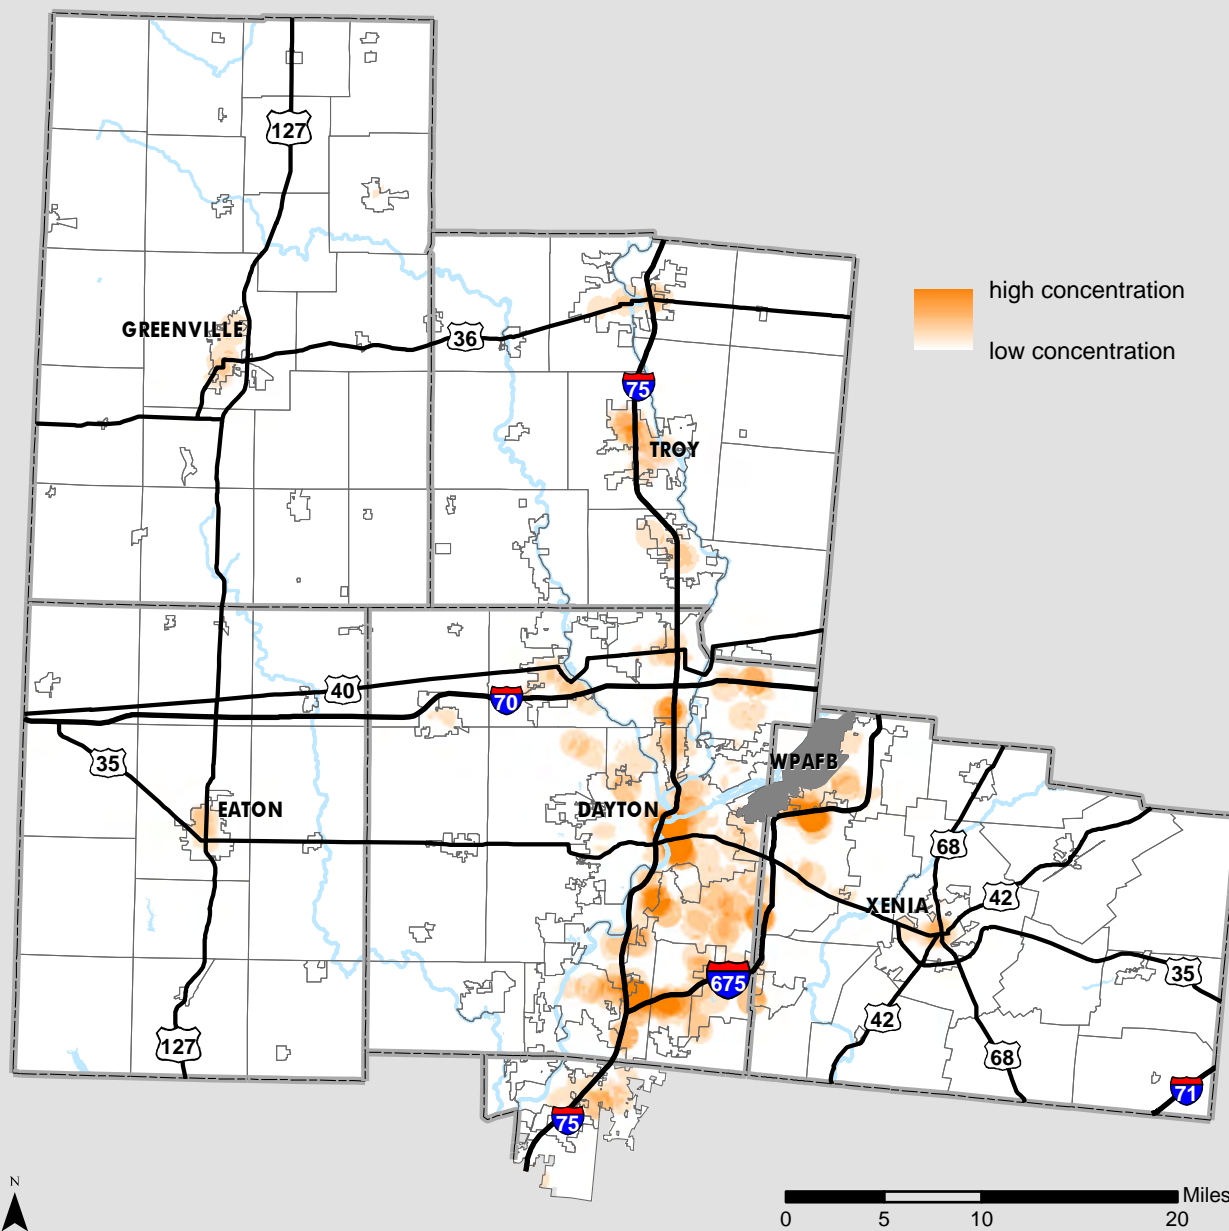 127
high concentration
GREENVILLE
36
low concentration
75
TROY
40
70
35
WPAFB
EATON
DAYTON
68
XENIA
42
675
35
42
127
68
71
75
N
Miles
0 5 10 20